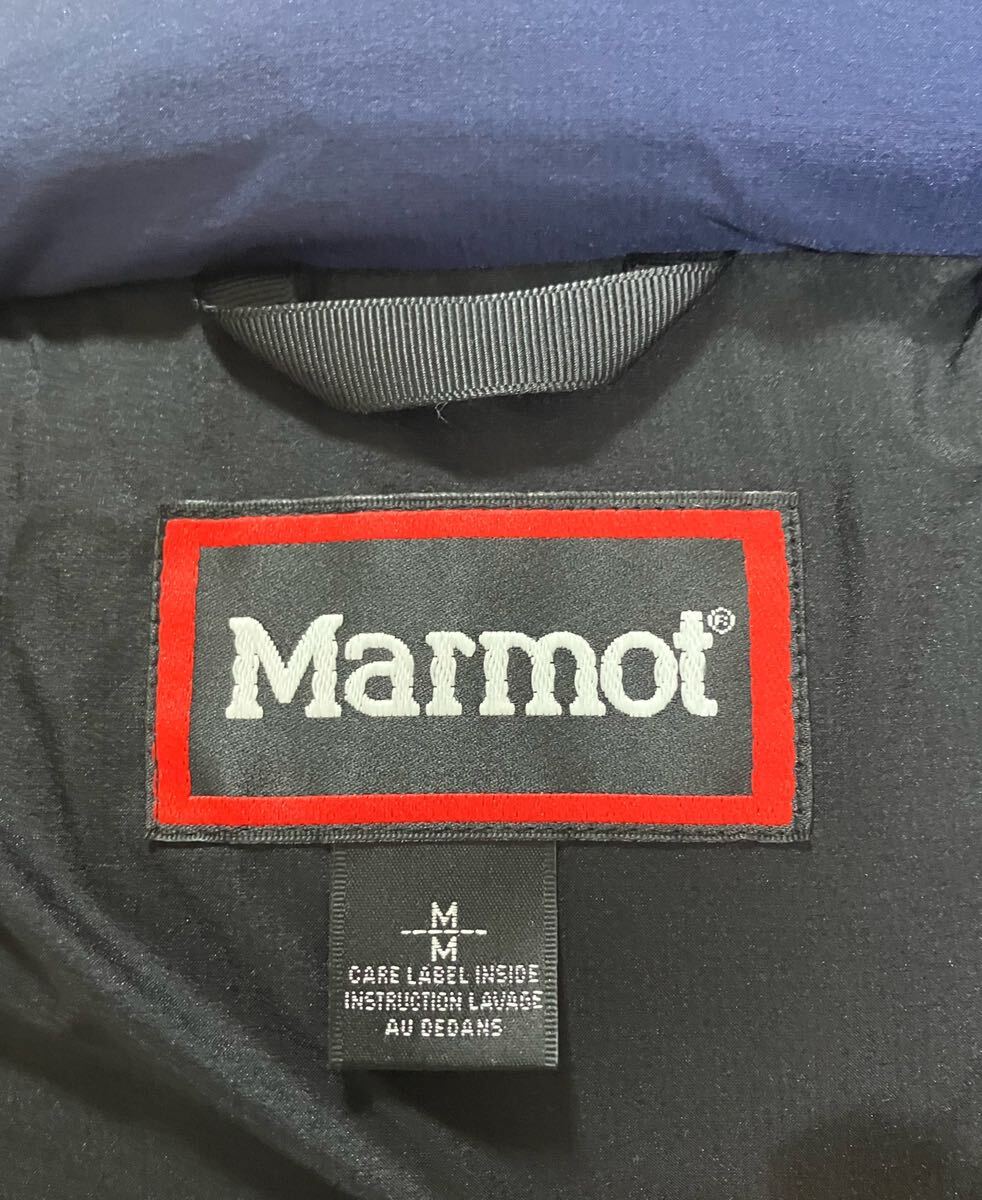 Marmot®
M
M
CARE LABEL INSIDE
INSTRUCTION LAVAGE
AU DEDANS